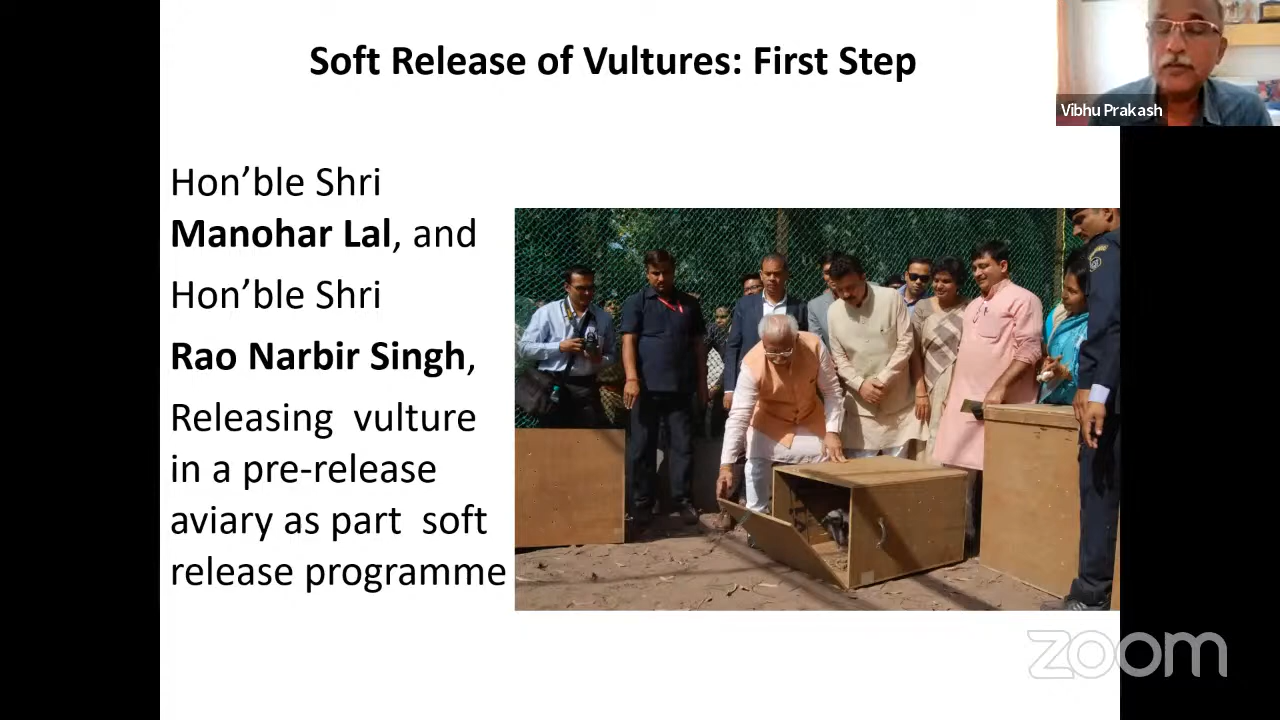 Soft Release of Vultures: First Step
Vibhu Prakash
Hon’ble Shri
Manohar Lal, and
Hon’ble Shri
Rao Narbir Singh,
Releasing vulture
in a pre-release
aviary as part soft
release programme
zoom